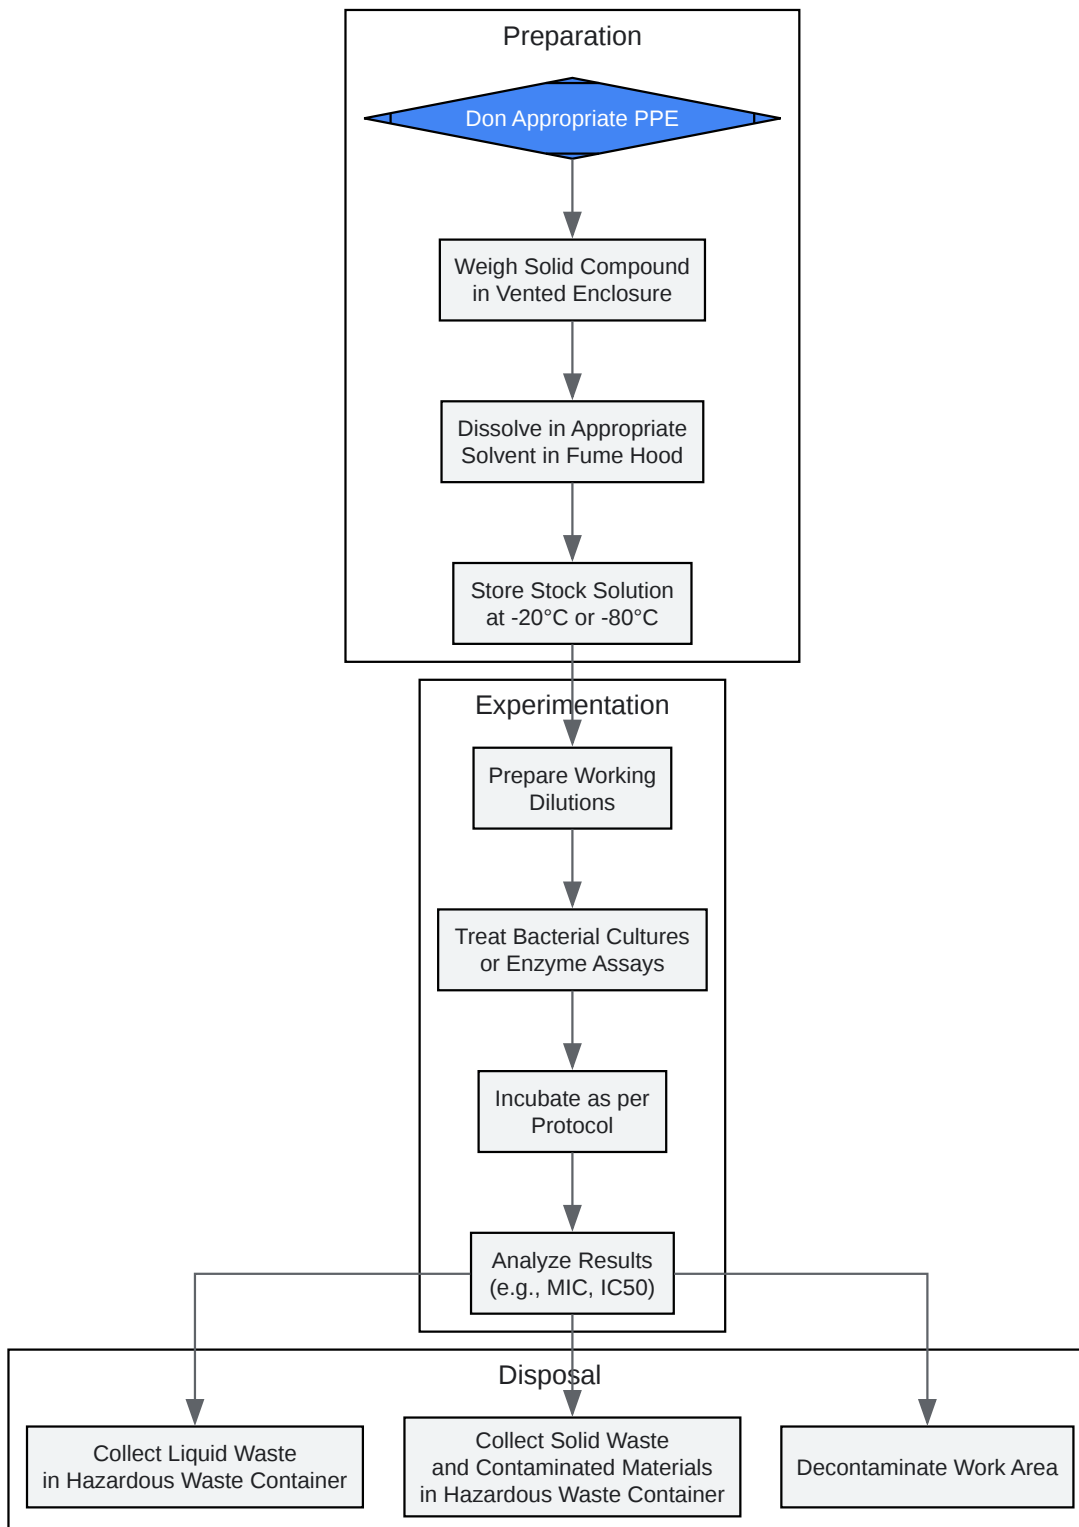 Preparation
Don Appropriate PPE
Weigh Solid Compound
in Vented Enclosure
Dissolve in Appropriate
Solvent in Fume Hood
Store Stock Solution
at -20°C or -80°C
Experimentation
Prepare Working
Dilutions
Treat Bacterial Cultures
or Enzyme Assays
Incubate as per
Protocol
Analyze Results
(e.g., MIC, IC50)
Disposal
Collect Liquid Waste
in Hazardous Waste Container
Collect Solid Waste
and Contaminated Materials
in Hazardous Waste Container
Decontaminate Work Area